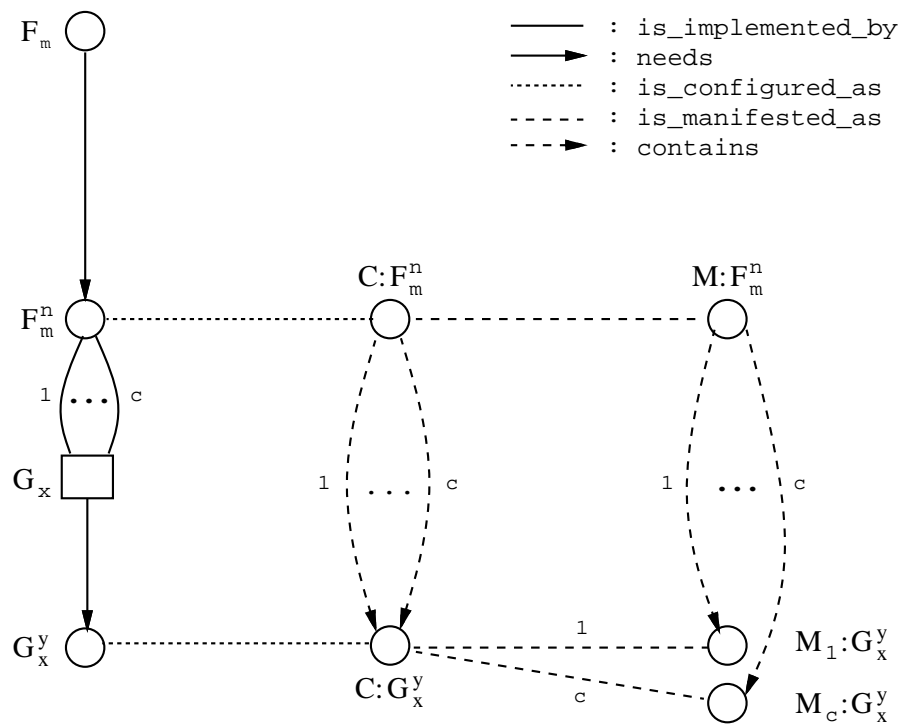 F_m
: is_implemented_by
: needs
: is_configured_as
: is_manifested_as
: contains
C:F_m^n
M:F_m^n
F_m^n
1 ... c
G_x
1 ... c
1 ... c
G_x^y
1
M_1:G_x^y
C:G_x^y
c
M_c:G_x^y